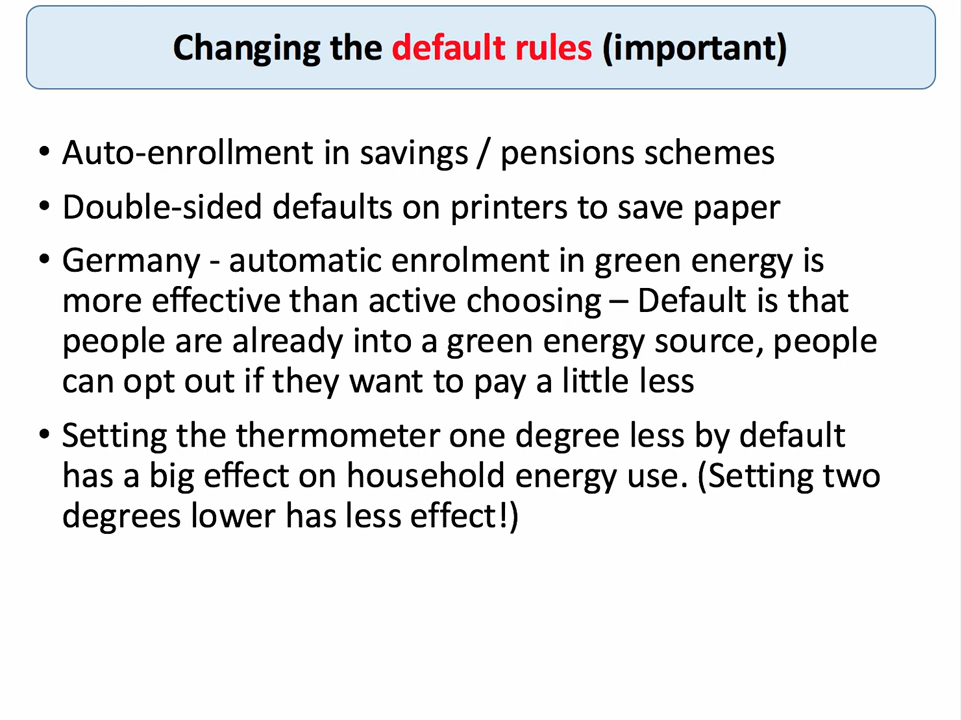 Changing the default rules (important)
• Auto-enrollment in savings / pensions schemes
• Double-sided defaults on printers to save paper
• Germany - automatic enrolment in green energy is
more effective than active choosing – Default is that
people are already into a green energy source, people
can opt out if they want to pay a little less
• Setting the thermometer one degree less by default
has a big effect on household energy use. (Setting two
degrees lower has less effect!)